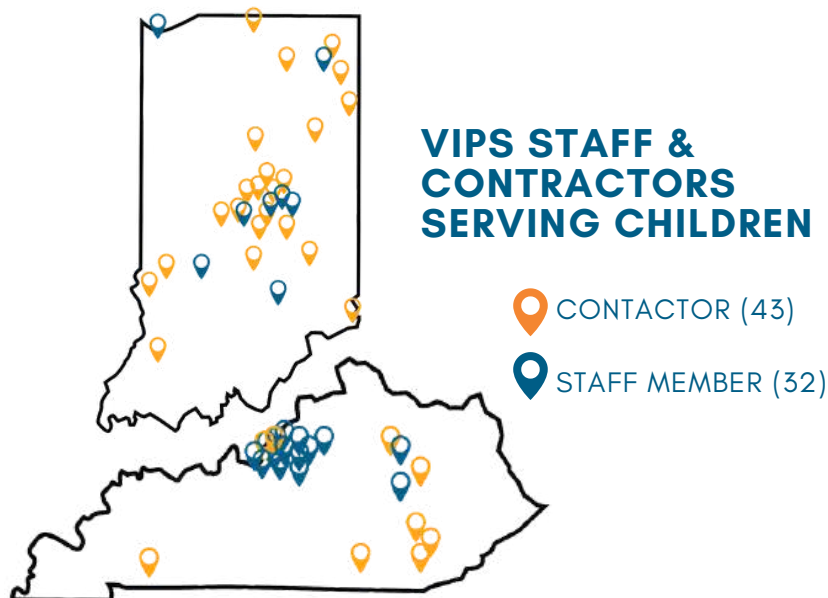 VIPS STAFF &
CONTRACTORS
SERVING CHILDREN
CONTACTOR (43)
STAFF MEMBER (32)